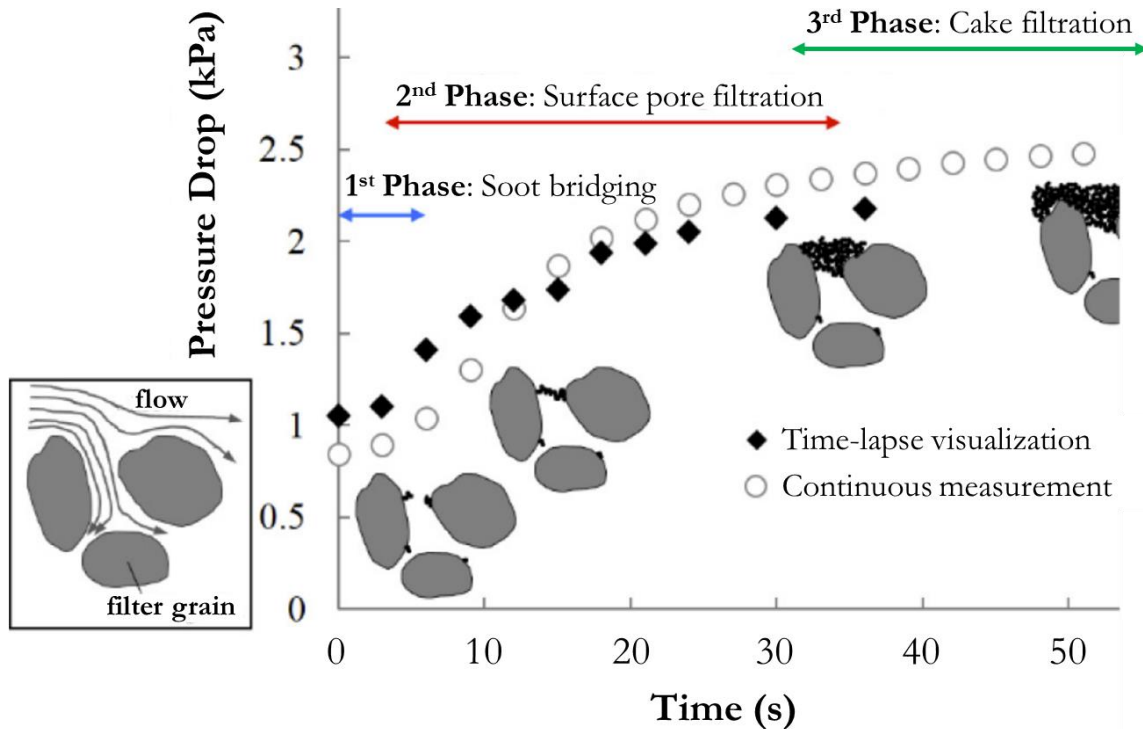 3rd Phase: Cake filtration
2nd Phase: Surface pore filtration
1st Phase: Soot bridging
Pressure Drop (kPa)
3
2.5
2
1.5
1
0.5
0
flow
filter grain
Time-lapse visualization
Continuous measurement
0 10 20 30 40 50
Time (s)